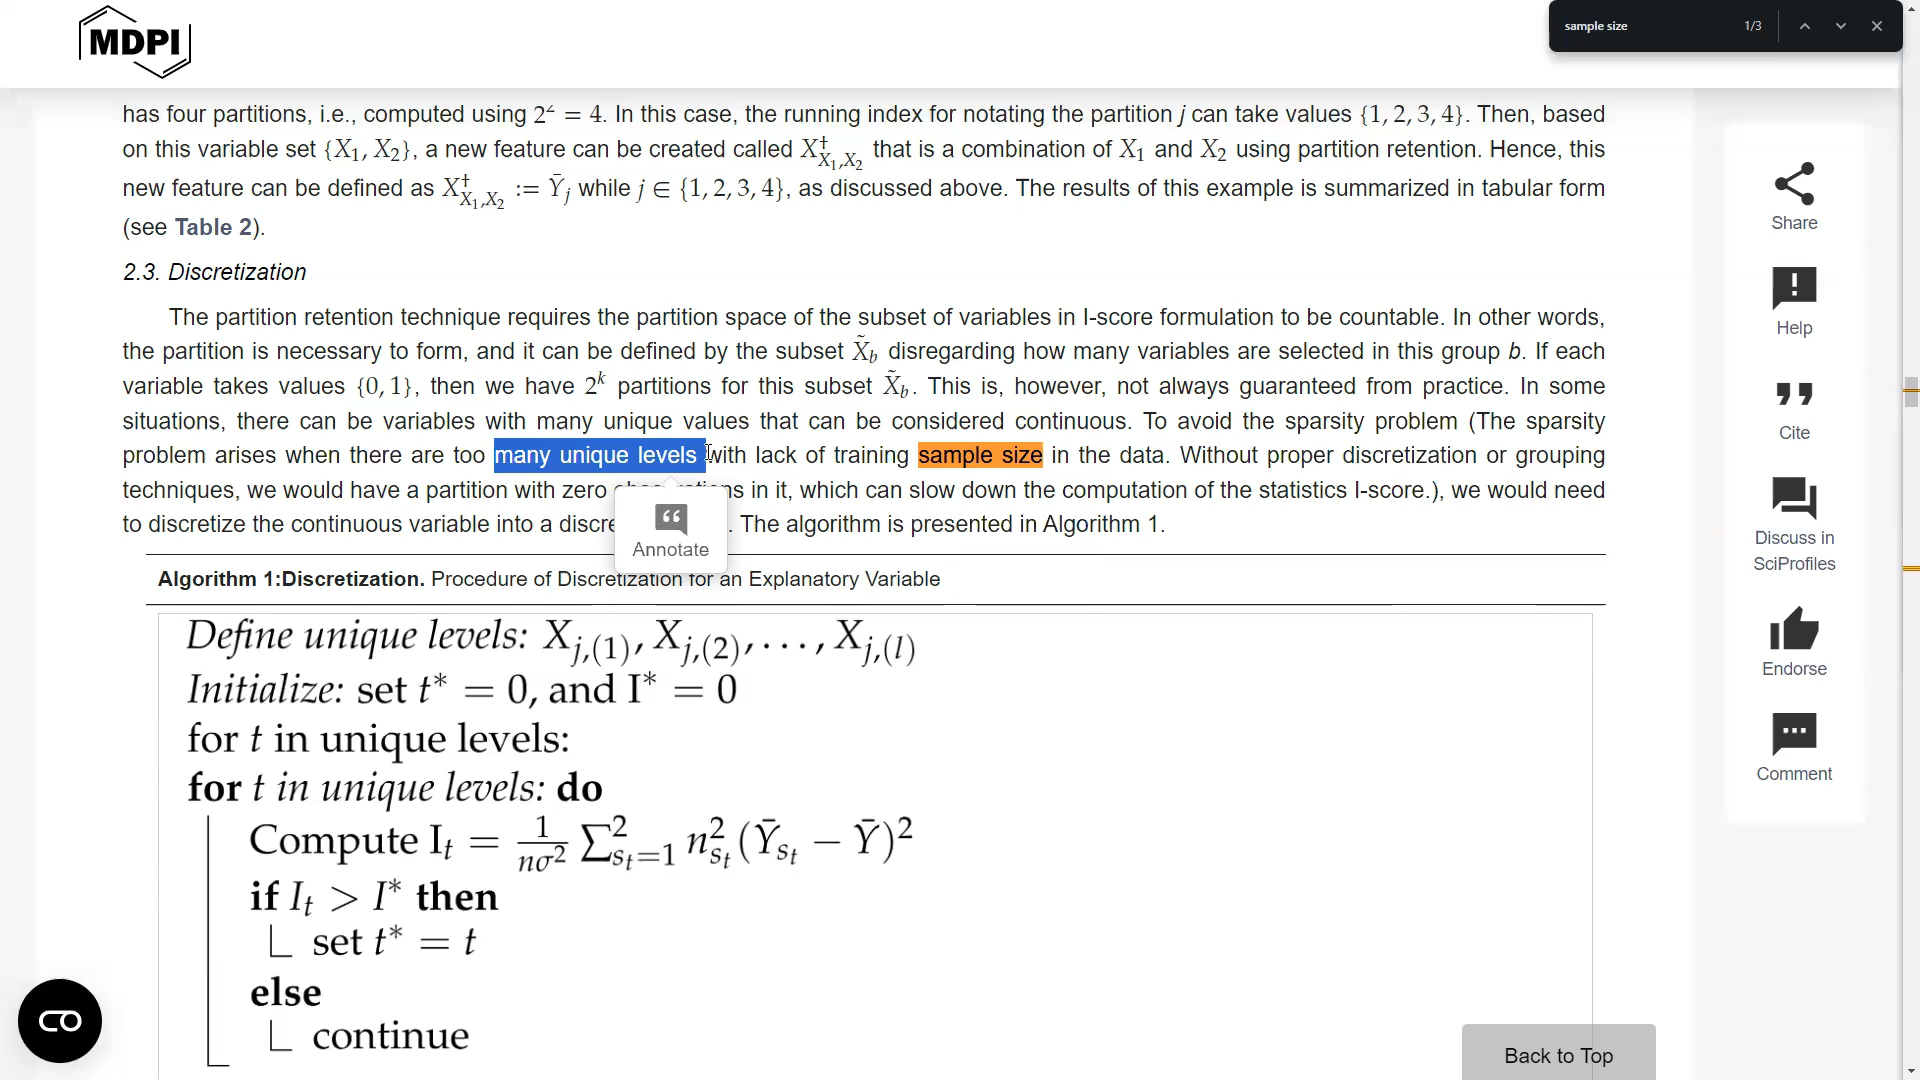 MDPI
sample size
1/3
has four partitions, i.e., computed using 2² = 4. In this case, the running index for notating the partition j can take values {1, 2, 3, 4}. Then, based
on this variable set {X₁, X₂}, a new feature can be created called X†_{X₁,X₂} that is a combination of X₁ and X₂ using partition retention. Hence, this
new feature can be defined as X†_{X₁,X₂} := Ȳⱼ while j ∈ {1, 2, 3, 4}, as discussed above. The results of this example is summarized in tabular form
(see Table 2).
2.3. Discretization
The partition retention technique requires the partition space of the subset of variables in I-score formulation to be countable. In other words,
the partition is necessary to form, and it can be defined by the subset X̃_b disregarding how many variables are selected in this group b. If each
variable takes values {0, 1}, then we have 2^k partitions for this subset X̃_b. This is, however, not always guaranteed from practice. In some
situations, there can be variables with many unique values that can be considered continuous. To avoid the sparsity problem (The sparsity
problem arises when there are too many unique levels with lack of training sample size in the data. Without proper discretization or grouping
techniques, we would have a partition with zero in it, which can slow down the computation of the statistics I-score.), we would need
to discretize the continuous variable into a . The algorithm is presented in Algorithm 1.
Annotate
Algorithm 1:Discretization. Procedure of Discretization for an Explanatory Variable
Define unique levels: X_{j,(1)}, X_{j,(2)}, . . . , X_{j,(l)}
Initialize: set t* = 0, and I* = 0
for t in unique levels:
for t in unique levels: do
Compute I_t = \frac{1}{nσ²} ∑_{s_t=1}^{2} n²_{s_t} (Ȳ_{s_t} − Ȳ)²
if I_t > I* then
set t* = t
else
continue
Share
Help
Cite
Discuss in
SciProfiles
Endorse
Comment
Back to Top